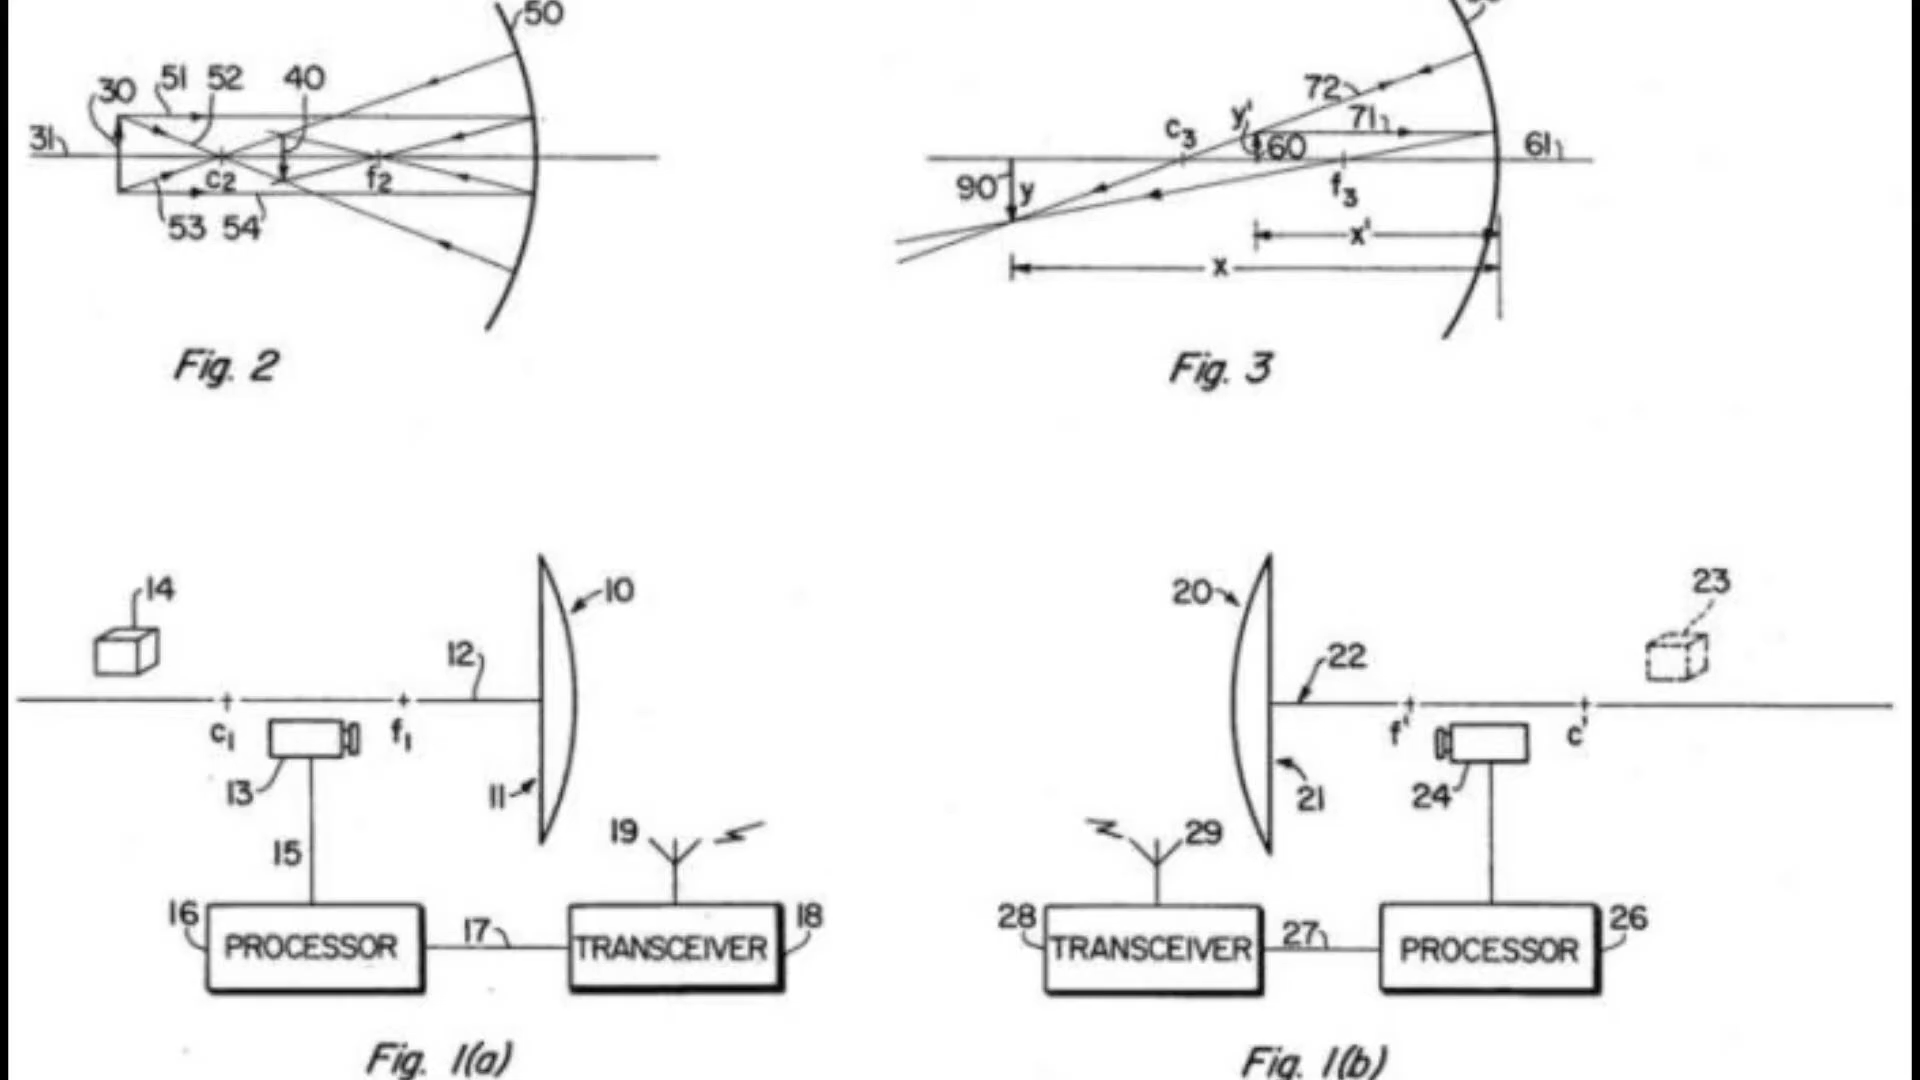 50
30 51 52 40
31
c2 f2
53 54
Fig. 2
72
y' 71
c3 60 61
90 y f3
x'
x
Fig. 3
14
10
12
c1 f1
13 11
19
15
16 PROCESSOR 17 TRANSCEIVER 18
Fig. 1(a)
23
20
22
f' c'
24 21
29
28 TRANSCEIVER 27 PROCESSOR 26
Fig. 1(b)